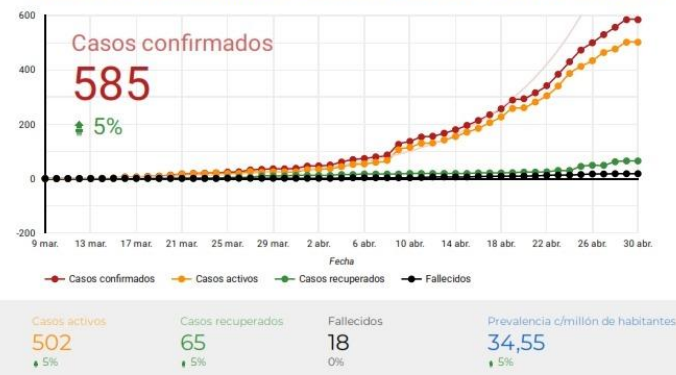 600
Casos confirmados
585
5%
400
200
0
-200
9 mar. 13 mar. 17 mar. 21 mar. 25 mar. 29 mar. 2 abr. 6 abr. 10 abr. 14 abr. 18 abr. 22 abr. 26 abr. 30 abr.
Fecha
Casos confirmados Casos activos Casos recuperados Fallecidos
Casos activos Casos recuperados Fallecidos Prevalencia c/millón de habitantes
502 65 18 34,55
5% 5% 0% 5%